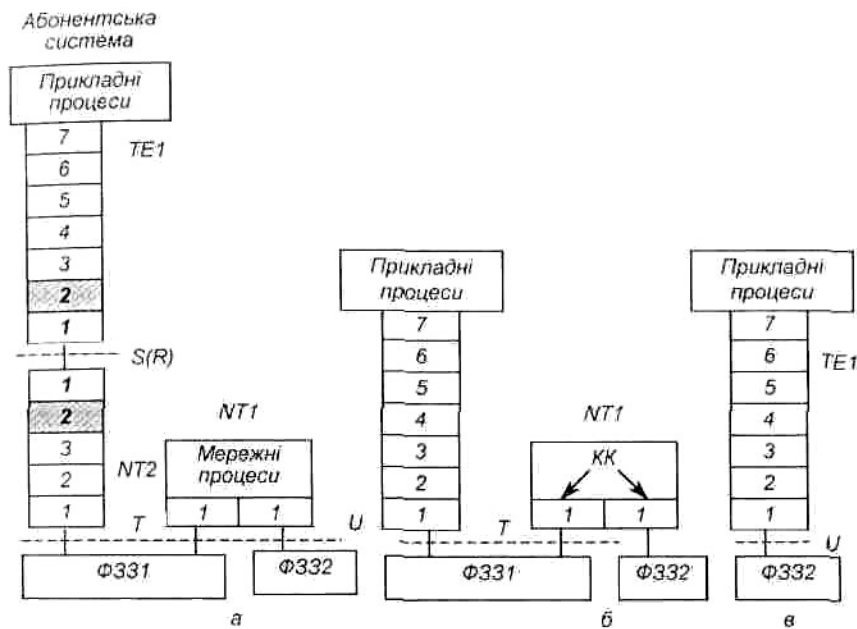 Абонентська
система
Прикладні
процеси
7
TE1
6
5
4
3
2
1
S(R)
1
2
3
NT2
2
1
T
NT1
Мережні
процеси
1 1
U
ФЗЗ1
ФЗЗ2
а
Прикладні
процеси
7
6
5
4
3
2
1
T
NT1
КК
1 1
ФЗЗ1
ФЗЗ2
б
Прикладні
процеси
7
6
TE1
5
4
3
2
1
U
ФЗЗ2
в